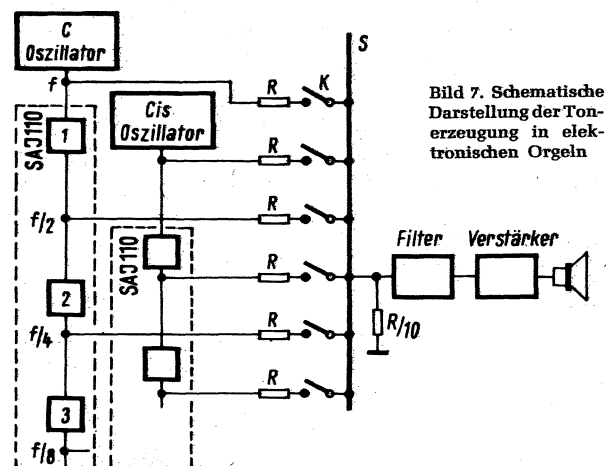 C
Oszillator
f
SAJ110
1
f/2
2
f/4
3
f/8
Cis
Oszillator
SAJ110
R
K
R
R
R
R
R
S
Filter
Verstärker
R/10
Bild 7. Schematische
Darstellung der Ton-
erzeugung in elek-
tronischen Orgeln